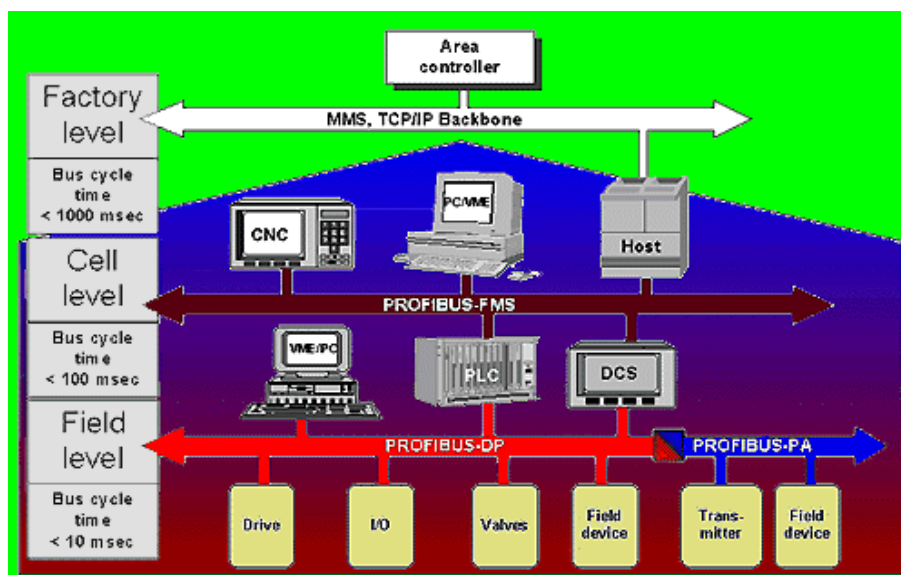 Area
controller
Factory
level
MMS, TCP/IP Backbone
Bus cycle
time
< 1000 msec
CNC
PC/VME
Host
Cell
level
PROFIBUS-FMS
Bus cycle
time
< 100 msec
VME/PC
PLC
DCS
Field
level
PROFIBUS-DP
PROFIBUS-PA
Bus cycle
time
< 10 msec
Drive
I/O
Valves
Field
device
Trans-
mitter
Field
device